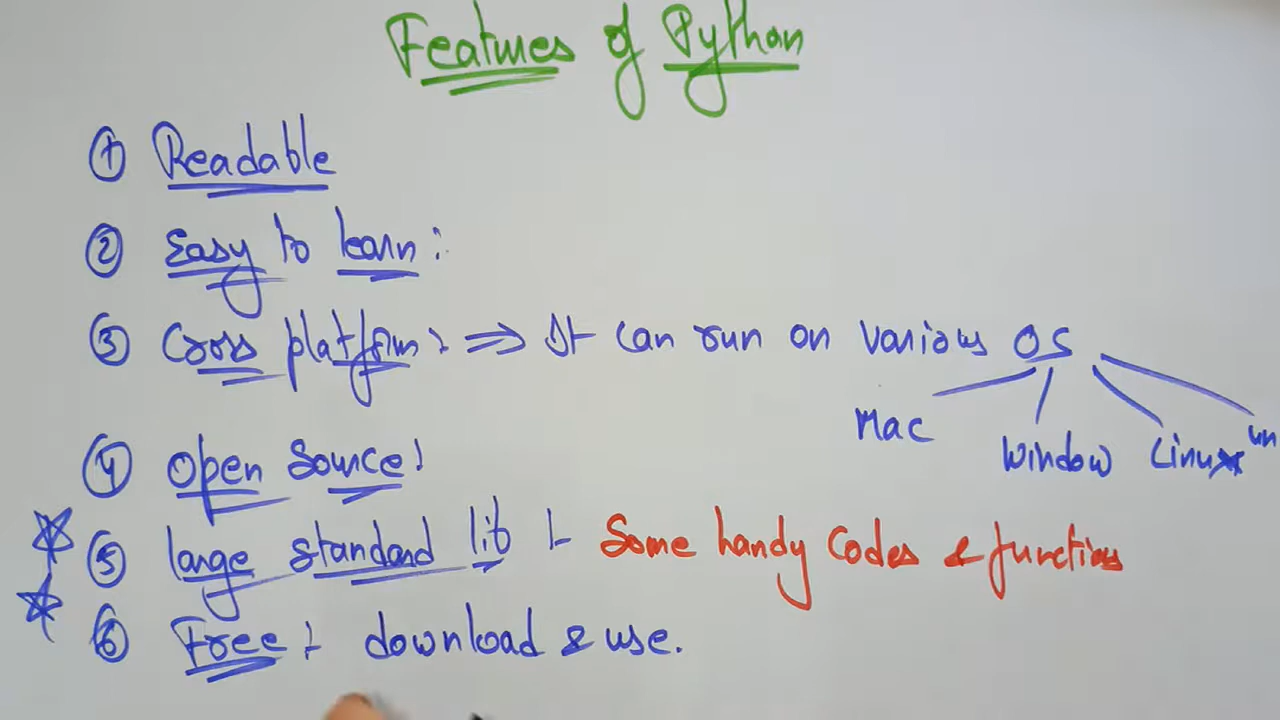 Features of Python
① Readable
② Easy to learn :
③ Cross platform : ⇒ It can run on various OS
Mac Window Linux un
④ Open Source :
⑤ large standard lib :- Some handy Codes & functions
⑥ Free :- download & use.